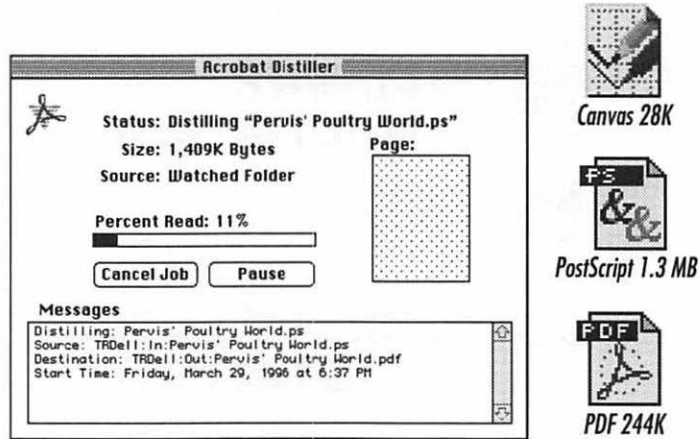 Acrobat Distiller
Status: Distilling “Pervis' Poultry World.ps”
Size: 1,409K Bytes
Page:
Source: Watched Folder
Percent Read: 11%
Cancel Job
Pause
Messages
Distilling: Pervis' Poultry World.ps
Source: TRDell:In:Pervis' Poultry World.ps
Destination: TRDell:Out:Pervis' Poultry World.pdf
Start Time: Friday, March 29, 1996 at 6:37 PM
Canvas 28K
PS
&&
PostScript 1.3 MB
PDF
PDF 244K